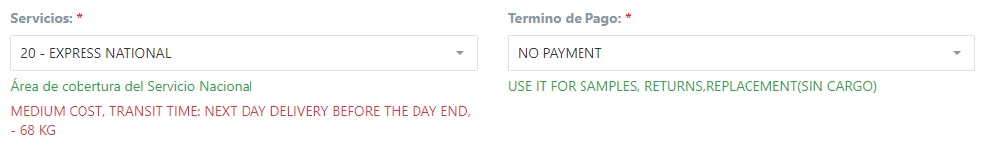 Servicios: *
Termino de Pago: *
20 - EXPRESS NATIONAL
NO PAYMENT
Área de cobertura del Servicio Nacional
USE IT FOR SAMPLES, RETURNS,REPLACEMENT(SIN CARGO)
MEDIUM COST, TRANSIT TIME: NEXT DAY DELIVERY BEFORE THE DAY END,
- 68 KG